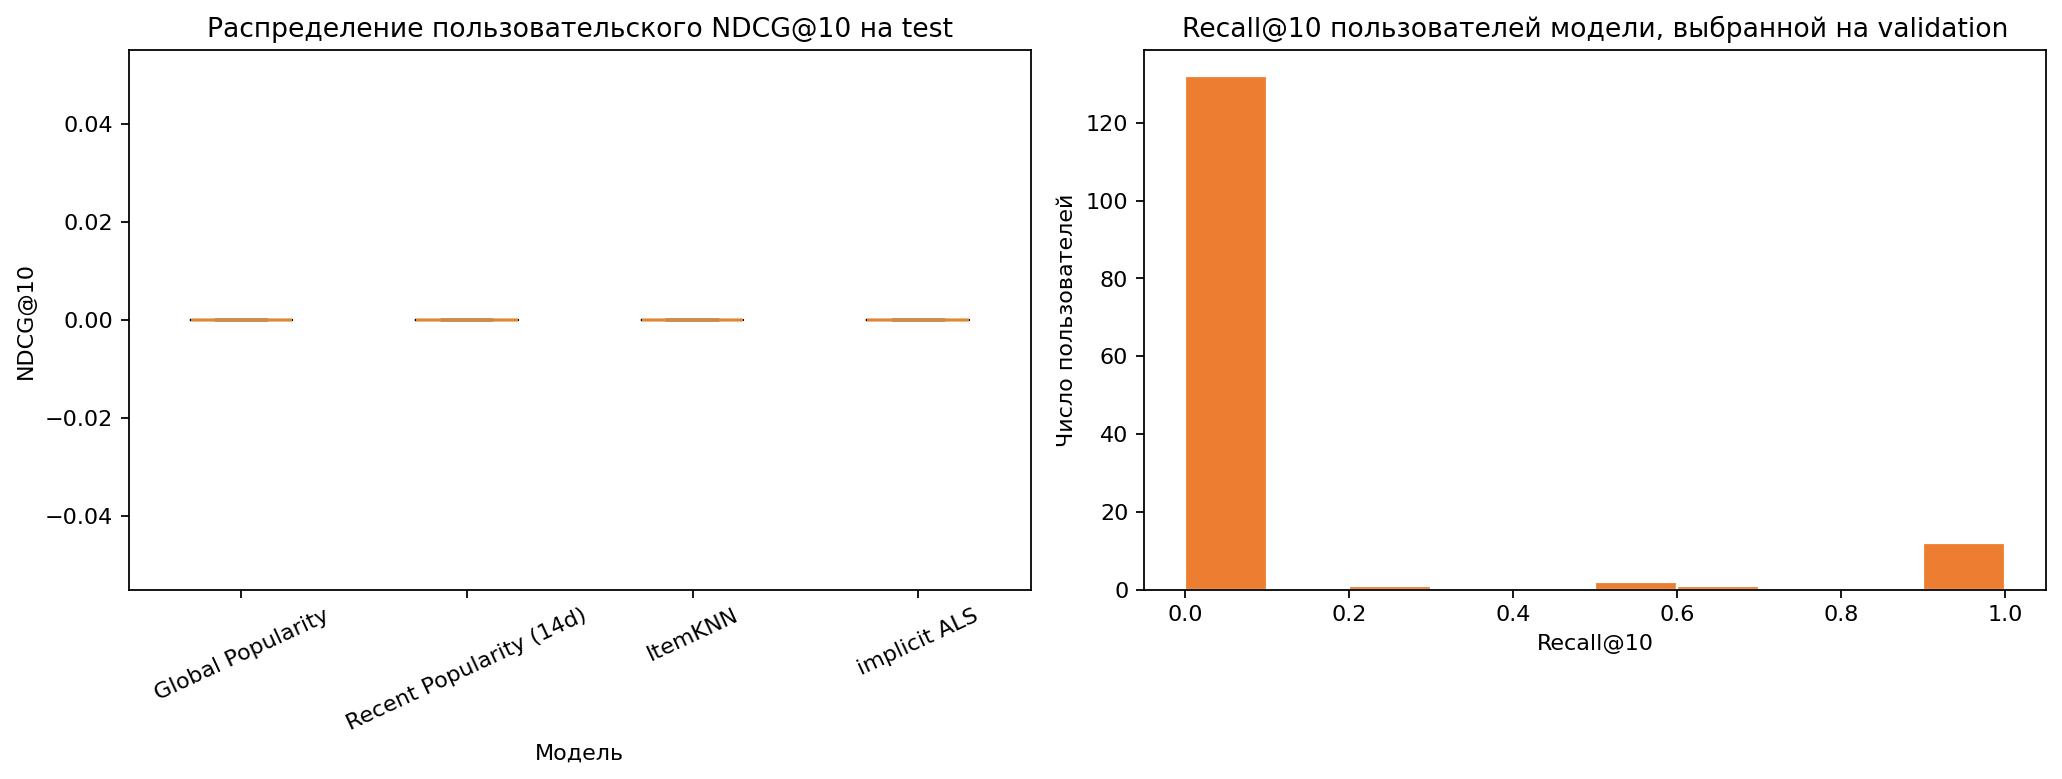 Распределение пользовательского NDCG@10 на test
NDCG@10
0.04
0.02
0.00
−0.02
−0.04
Global Popularity
Recent Popularity (14d)
ItemKNN
implicit ALS
Модель
Recall@10 пользователей модели, выбранной на validation
Число пользователей
120
100
80
60
40
20
0
0.0
0.2
0.4
0.6
0.8
1.0
Recall@10